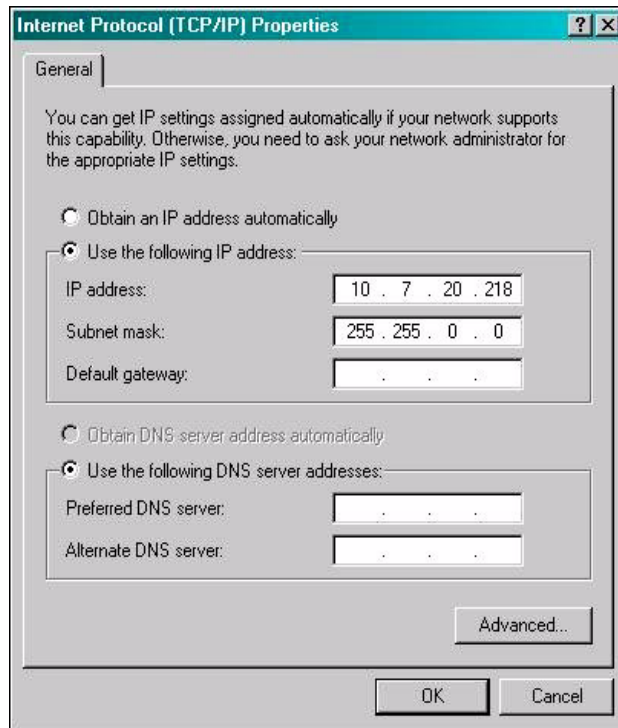 Internet Protocol (TCP/IP) Properties
General
You can get IP settings assigned automatically if your network supports
this capability. Otherwise, you need to ask your network administrator for
the appropriate IP settings.
Obtain an IP address automatically
Use the following IP address:
IP address: 10 . 7 . 20 . 218
Subnet mask: 255 . 255 . 0 . 0
Default gateway: . . .
Obtain DNS server address automatically
Use the following DNS server addresses:
Preferred DNS server: . . .
Alternate DNS server: . . .
Advanced...
OK Cancel